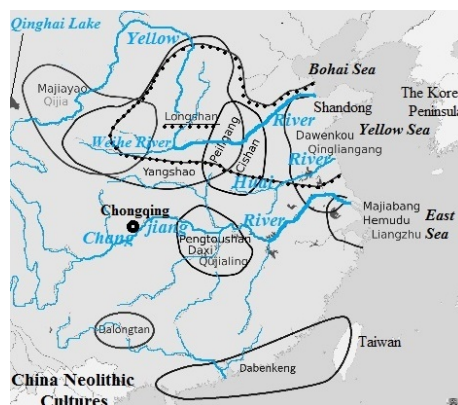 Qinghai Lake
Yellow
Bohai Sea
Majiayao
Qijia
The Kore
Peninsula
Longshan
Shandong
River
Yellow Sea
Weihe River
Peiligang
Cishan
Dawenkou
Qingliangang
River
Yangshao
Huai
Chongqing
Chang
jiang
River
Majiabang
Hemudu
Liangzhu
East
Sea
Pengtoushan
Daxi
Qujialing
Dalongtan
Taiwan
Dabenkeng
China Neolithic
Cultures